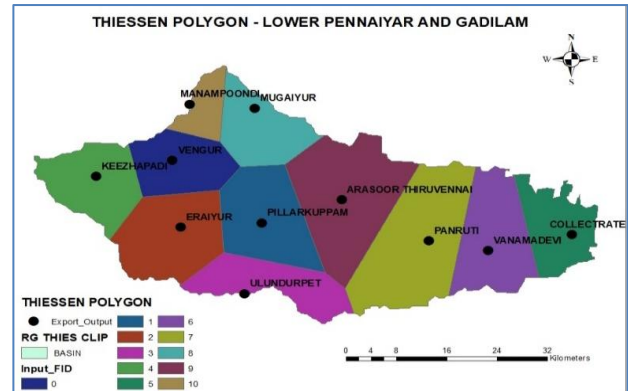 THIESSEN POLYGON - LOWER PENNAIYAR AND GADILAM
N
W E
S
MANAMPOONDI
MUGAIYUR
VENGUR
KEEZHAPADI
ARASOOR THIRUVENNAI
ERAIYUR
PILLARKUPPAM
PANRUTI
COLLECTRATE
VANAMADEVI
ULUNDURPET
THIESSEN POLYGON
Export_Output
RG THIES CLIP
BASIN
Input_FID
0
1
2
3
4
5
6
7
8
9
10
0 4 8 16 24 32
Kilometers